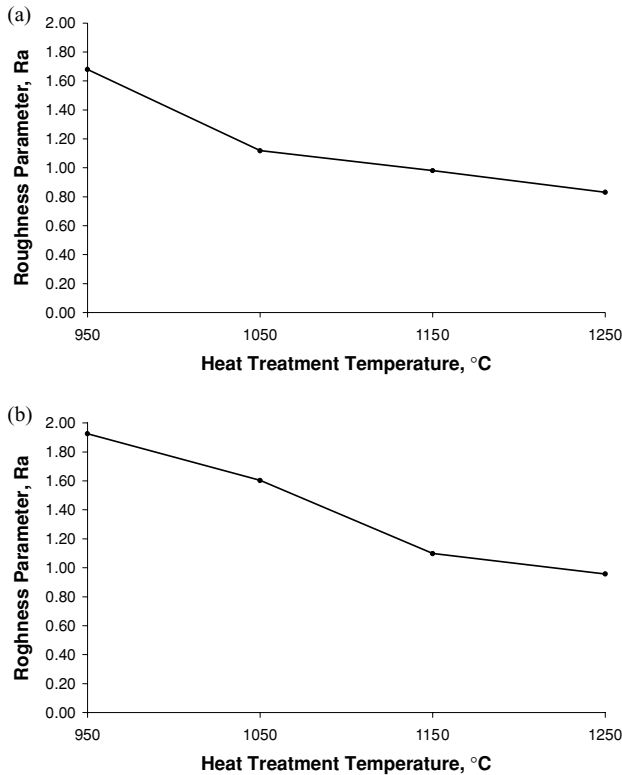 (a)
2.00
1.80
1.60
1.40
1.20
1.00
0.80
0.60
0.40
0.20
0.00
Roughness Parameter, Ra
950 1050 1150 1250
Heat Treatment Temperature, °C
(b)
2.00
1.80
1.60
1.40
1.20
1.00
0.80
0.60
0.40
0.20
0.00
Roghness Parameter, Ra
950 1050 1150 1250
Heat Treatment Temperature, °C